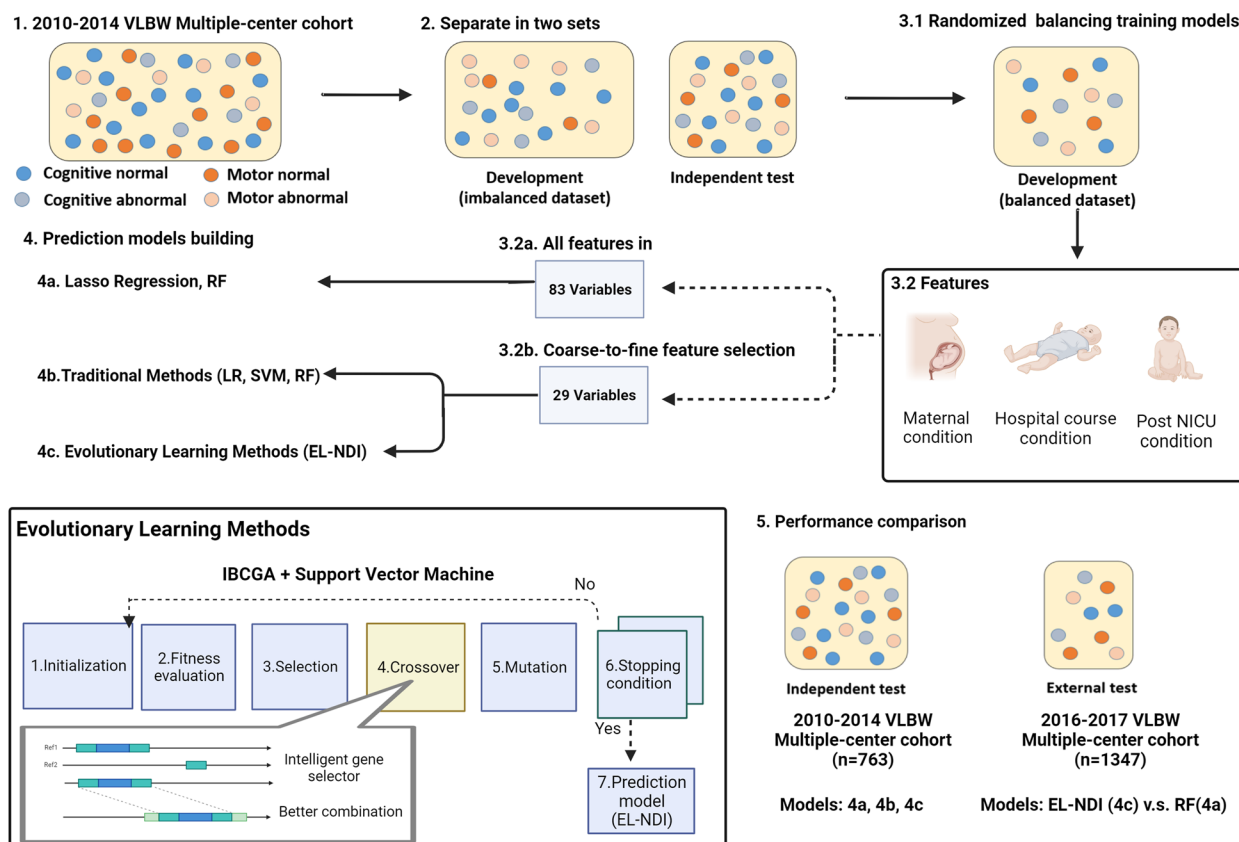 1. 2010-2014 VLBW Multiple-center cohort
2. Separate in two sets
3.1 Randomized balancing training models
Cognitive normal
Motor normal
Cognitive abnormal
Motor abnormal
Development
(imbalanced dataset)
Independent test
Development
(balanced dataset)
4. Prediction models building
3.2a. All features in
4a. Lasso Regression, RF
83 Variables
3.2 Features
3.2b. Coarse-to-fine feature selection
4b.Traditional Methods (LR, SVM, RF)
29 Variables
4c. Evolutionary Learning Methods (EL-NDI)
Maternal
condition
Hospital course
condition
Post NICU
condition
Evolutionary Learning Methods
IBCGA + Support Vector Machine
No
1.Initialization
2.Fitness
evaluation
3.Selection
4.Crossover
5.Mutation
6.Stopping
condition
Yes
7.Prediction
model
(EL-NDI)
Ref1
Ref2
Intelligent gene
selector
Better combination
5. Performance comparison
Independent test
2010-2014 VLBW
Multiple-center cohort
(n=763)
Models: 4a, 4b, 4c
External test
2016-2017 VLBW
Multiple-center cohort
(n=1347)
Models: EL-NDI (4c) v.s. RF(4a)